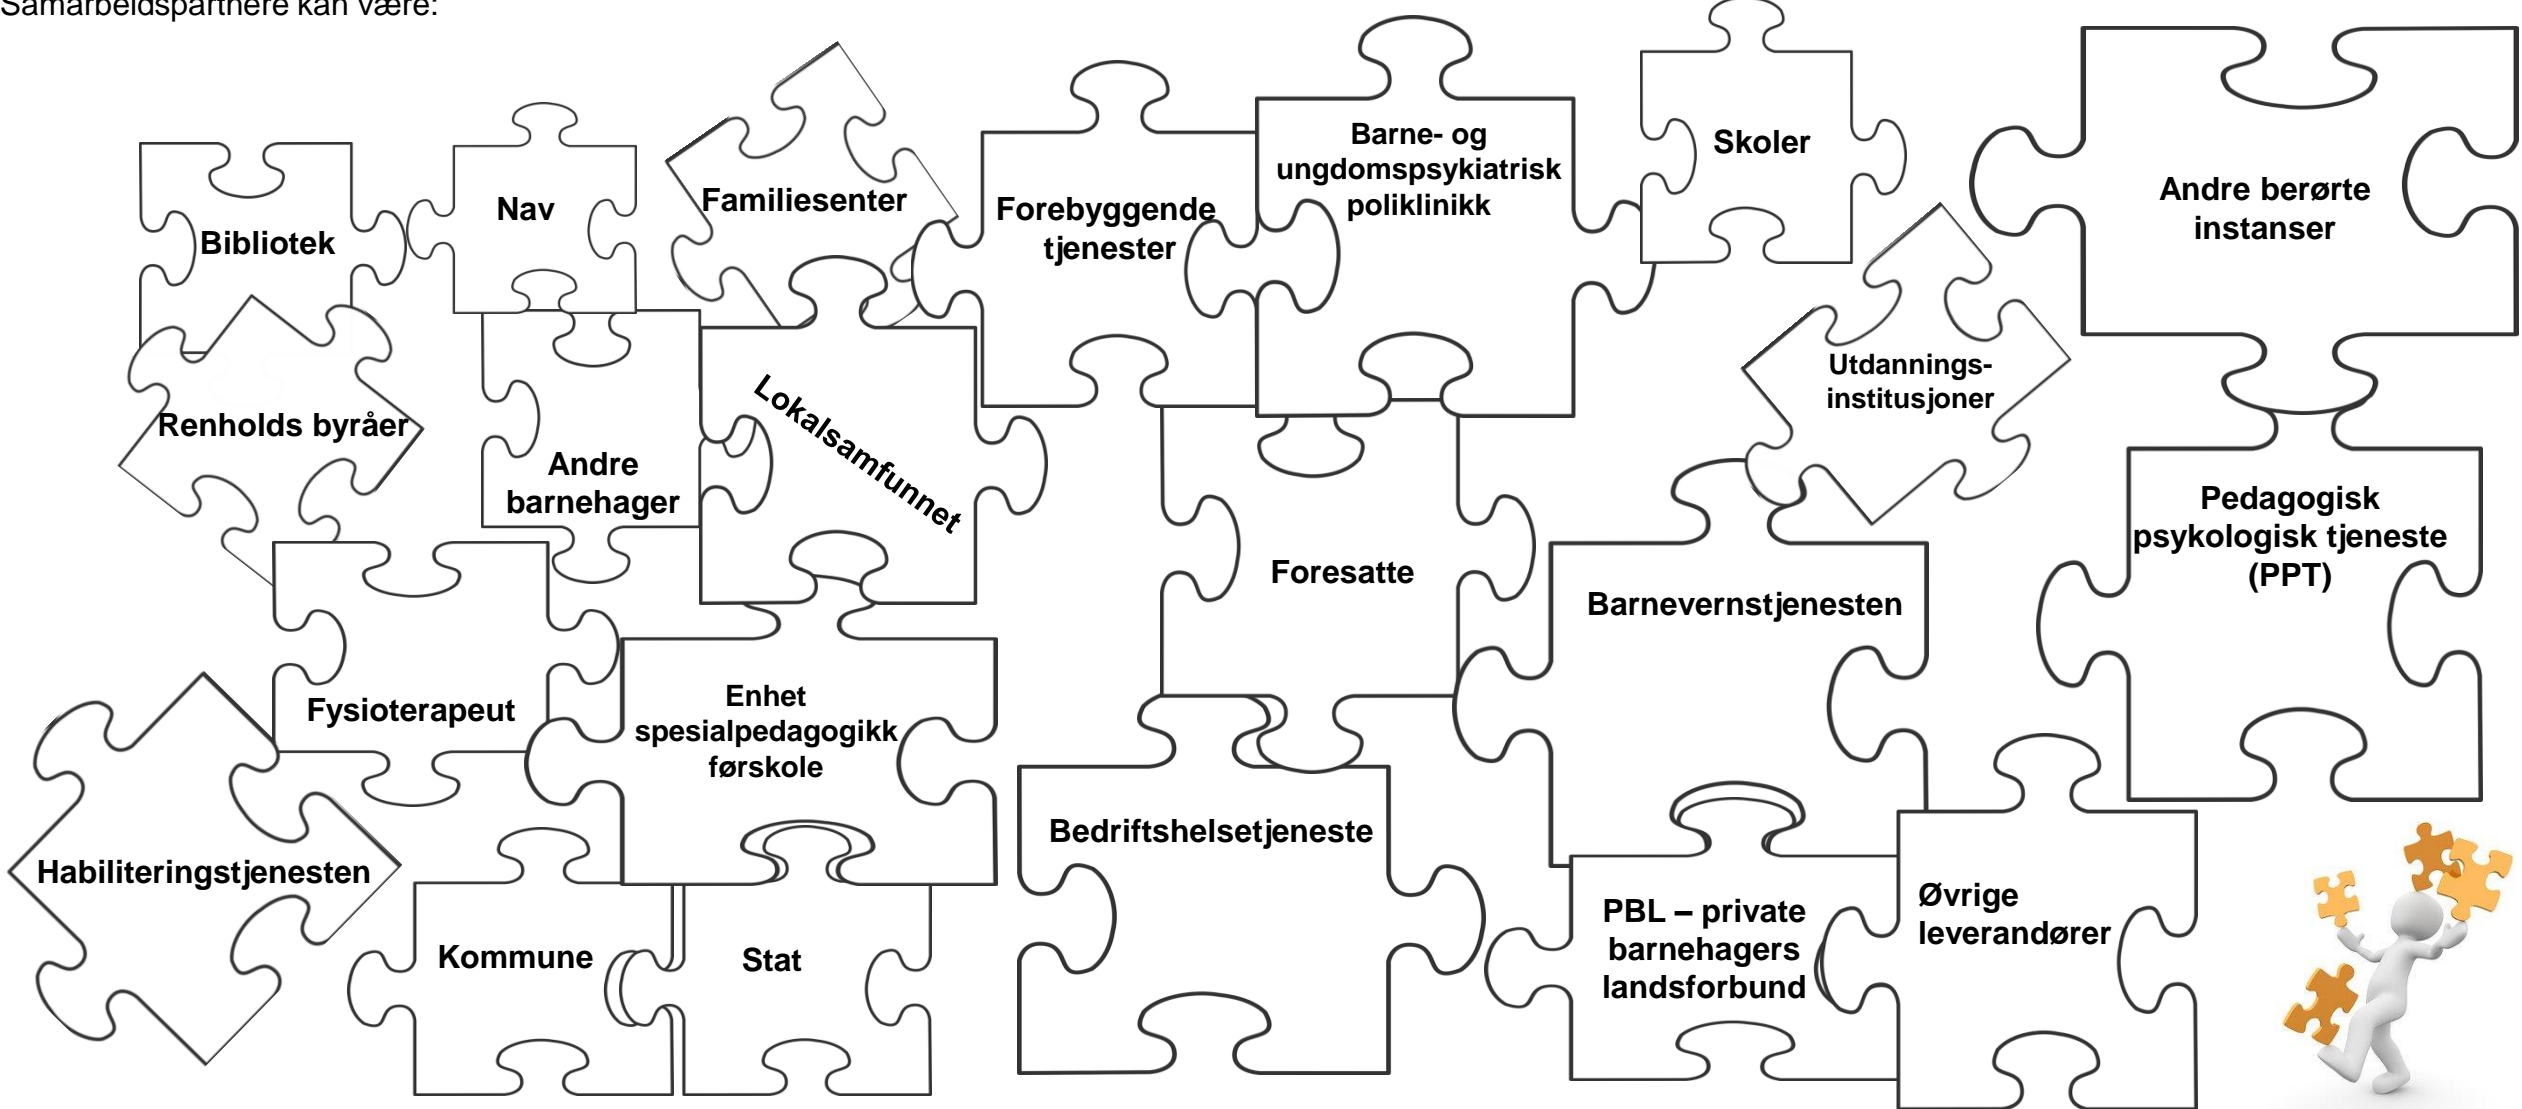 Samarbeidspartnere kan være:
Bibliotek
Nav
Familiesenter
Forebyggende
tjenester
Barne- og
ungdomspsykiatrisk
poliklinikk
Skoler
Andre berørte
instanser
Renholds byråer
Andre
barnehager
Lokalsamfunnet
Utdannings-
institusjoner
Foresatte
Barnevernstjenesten
Pedagogisk
psykologisk tjeneste
(PPT)
Fysioterapeut
Enhet
spesialpedagogikk
førskole
Bedriftshelsetjeneste
Habiliteringstjenesten
Kommune
Stat
PBL – private
barnehagers
landsforbund
Øvrige
leverandører